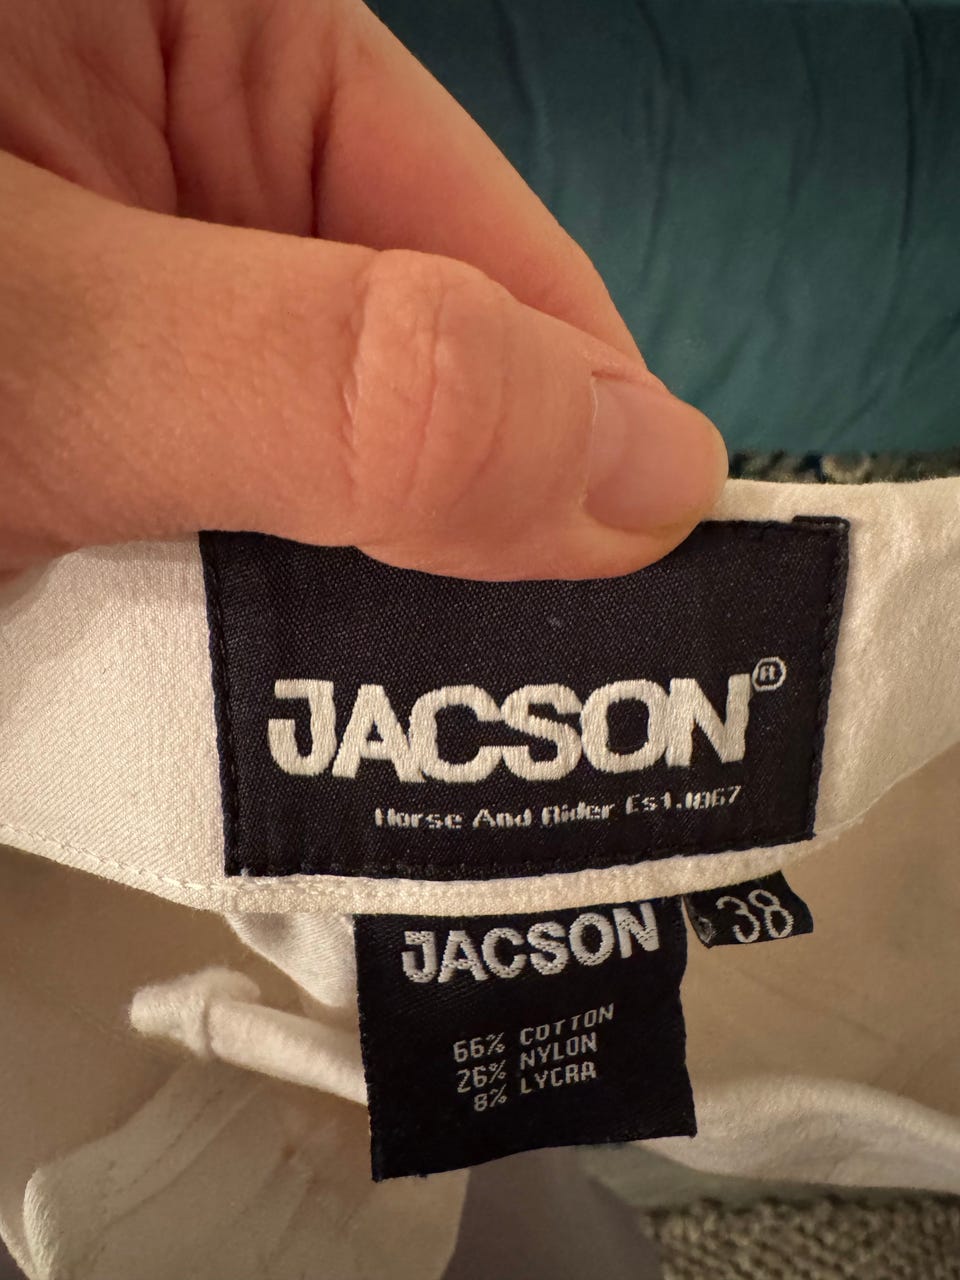 JACSON®
Horse And Rider Est.1867
JACSON
38
66% COTTON
26% NYLON
8% LYCRA